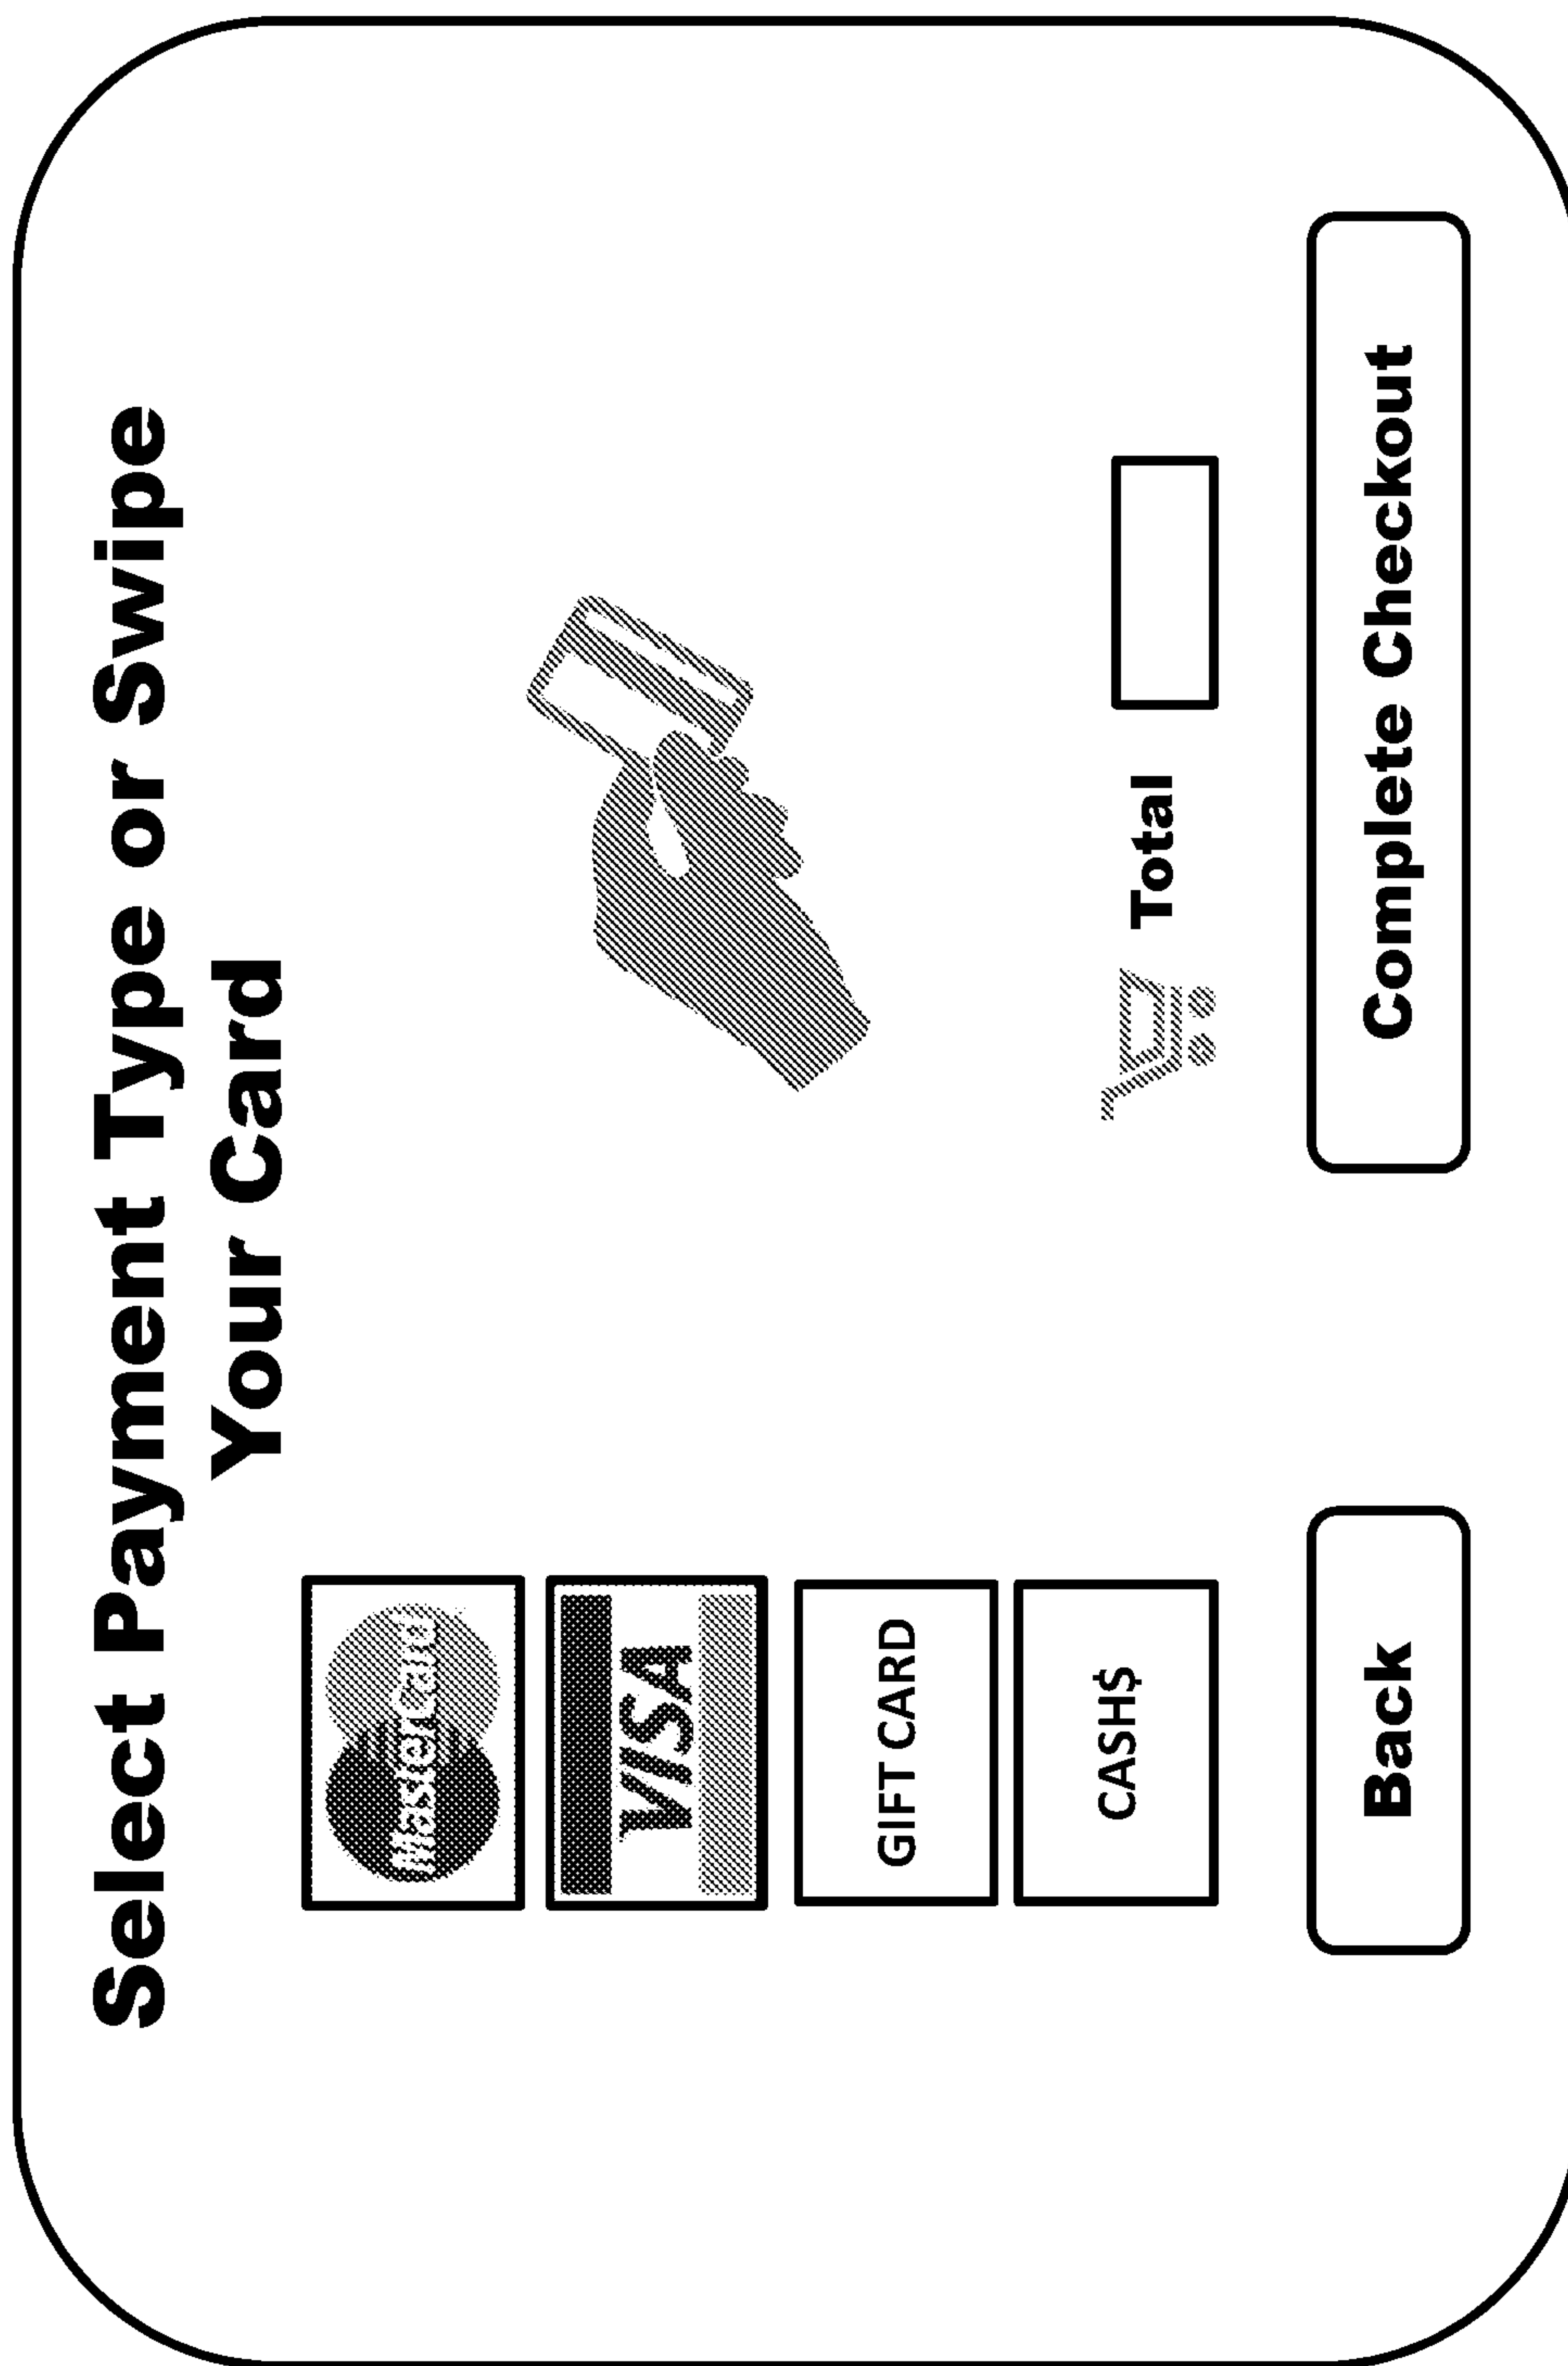 Select Payment Type or Swipe
Your Card
MasterCard
VISA
GIFT CARD
CASH$
Total
Back
Complete Checkout